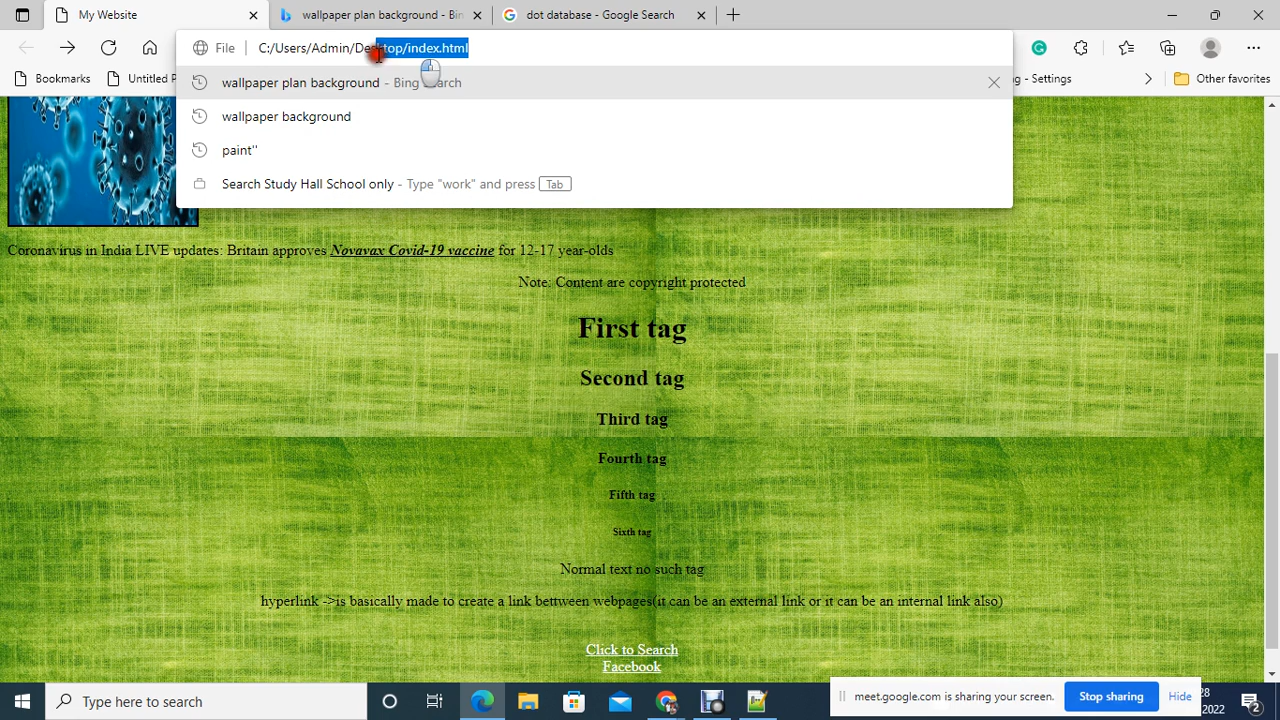 My Website
wallpaper plan background - Bin
dot database - Google Search
File
C:/Users/Admin/Desktop/index.html
Bookmarks
Untitled P
g - Settings
Other favorites
wallpaper plan background - Bing Search
wallpaper background
paint"
Search Study Hall School only - Type "work" and press Tab
Coronavirus in India LIVE updates: Britain approves Novavax Covid-19 vaccine for 12-17 year-olds
Note: Content are copyright protected
First tag
Second tag
Third tag
Fourth tag
Fifth tag
Sixth tag
Normal text no such tag
hyperlink ->is basically made to create a link bettween webpages(it can be an external link or it can be an internal link also)
Click to Search
Facebook
Type here to search
meet.google.com is sharing your screen.
Stop sharing
Hide
28
2022
2